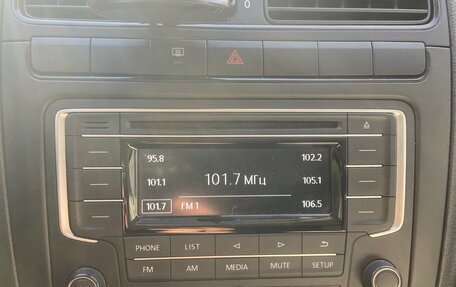 0
95.8 102.2
101.1 101.7 МГц 105.1
101.7 FM 1 106.5
PHONE LIST
FM AM MEDIA MUTE SETUP